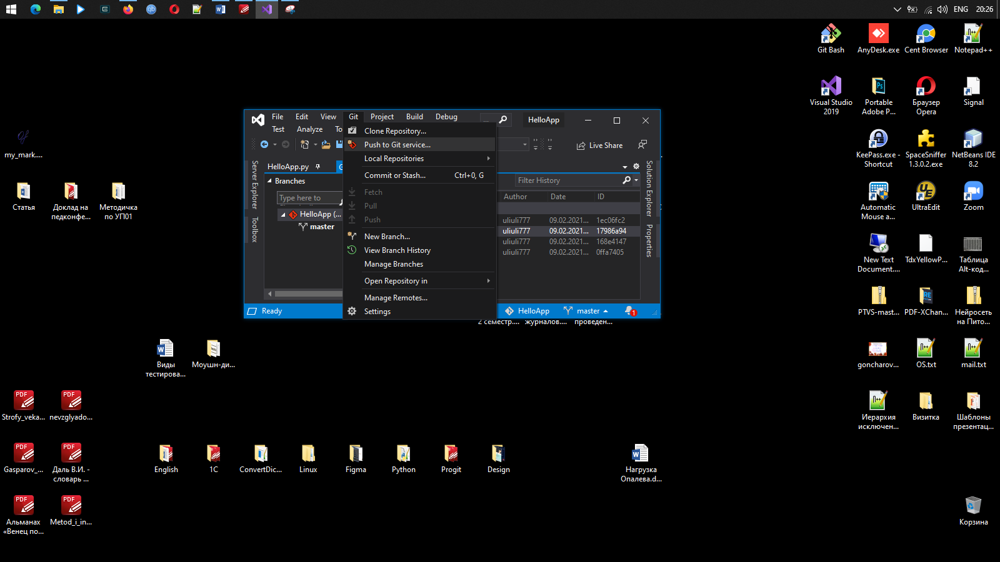 ENG
20:26
Git Bash
AnyDesk.exe
Cent Browser
Notepad++
Visual Studio
2019
Portable
Adobe P...
Браузер
Opera
Signal
KeePass.exe -
Shortcut
SpaceSniffer
1.3.0.2.exe
NetBeans IDE
8.2
Automatic
Mouse a...
UltraEdit
Zoom
New Text
Document....
TdxYellowP...
Таблица
Alt-код...
PTVS-mast...
PDF-XChan...
Нейросеть
на Пито...
goncharov...
OS.txt
mail.txt
Иерархия
исключен...
Визитка
Шаблоны
презентац...
Корзина
my_mark....
Статья
Доклад на
педконфе...
Методичка
по УП01
File Edit View Git Project Build Debug
...
HelloApp
Test Analyze To
Live Share
Clone Repository...
Push to Git service...
Local Repositories
Commit or Stash... Ctrl+0, G
Fetch
Pull
Push
New Branch...
View Branch History
Manage Branches
Open Repository in
Manage Remotes...
Settings
Server Explorer
Toolbox
HelloApp.py
G
Branches
Type here to
HelloApp (...
master
Filter History
Author Date ID
uliuli777 09.02.2021... 1ec06fc2
uliuli777 09.02.2021... 17986a94
uliuli777 09.02.2021... 168e4147
uliuli777 09.02.2021... 0ffa7405
Solution Explorer
Properties
Ready
HelloApp
master
1
2 семестр.... журналов.... проведен...
Виды
тестирова...
Моушн-ди...
PDF
Strofy_veka...
PDF
nevzglyado...
PDF
Gasparov_...
PDF
Даль В.И. -
словарь ...
English
1C
ConvertDic...
Linux
Figma
Python
Progit
Design
Нагрузка
Опалева.d...
PDF
Альманах
«Венец по...
PDF
Metod_i_in...